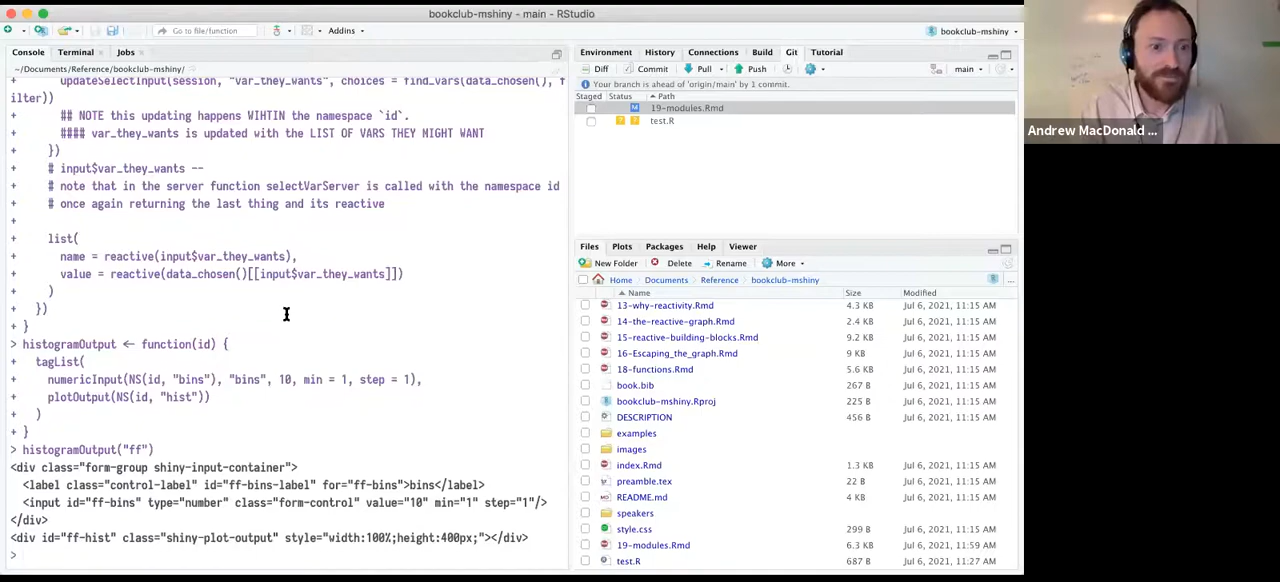 bookclub-mshiny - main - RStudio
Go to file/function
Addins
bookclub-mshiny
Console Terminal Jobs
~/Documents/Reference/bookclub-mshiny/
updateSelectInput(session, "var_they_wants", choices = find_vars(data_chosen(), f
ilter))
+ ## NOTE this updating happens WIHTIN the namespace `id`.
+ #### var_they_wants is updated with the LIST OF VARS THEY MIGHT WANT
+ })
+ # input$var_they_wants --
+ # note that in the server function selectVarServer is called with the namespace id
+ # once again returning the last thing and its reactive
+
+ list(
+ name = reactive(input$var_they_wants),
+ value = reactive(data_chosen()[[input$var_they_wants]])
+ )
+ })
+ }
> histogramOutput ← function(id) {
+ tagList(
+ numericInput(NS(id, "bins"), "bins", 10, min = 1, step = 1),
+ plotOutput(NS(id, "hist"))
+ )
+ }
> histogramOutput("ff")
<div class="form-group shiny-input-container">
<label class="control-label" id="ff-bins-label" for="ff-bins">bins</label>
<input id="ff-bins" type="number" class="form-control" value="10" min="1" step="1"/>
</div>
<div id="ff-hist" class="shiny-plot-output" style="width:100%;height:400px;"></div>
>
Environment History Connections Build Git Tutorial
Diff Commit Pull Push main
Your branch is ahead of 'origin/main' by 1 commit.
Staged Status Path
M 19-modules.Rmd
? ? test.R
Files Plots Packages Help Viewer
New Folder Delete Rename More
Home Documents Reference bookclub-mshiny ...
Name Size Modified
13-why-reactivity.Rmd 4.3 KB Jul 6, 2021, 11:15 AM
14-the-reactive-graph.Rmd 2.4 KB Jul 6, 2021, 11:15 AM
15-reactive-building-blocks.Rmd 9.2 KB Jul 6, 2021, 11:15 AM
16-Escaping_the_graph.Rmd 9 KB Jul 6, 2021, 11:15 AM
18-functions.Rmd 5.6 KB Jul 6, 2021, 11:15 AM
book.bib 267 B Jul 6, 2021, 11:15 AM
bookclub-mshiny.Rproj 225 B Jul 6, 2021, 11:15 AM
DESCRIPTION 456 B Jul 6, 2021, 11:15 AM
examples
images
index.Rmd 1.3 KB Jul 6, 2021, 11:15 AM
preamble.tex 22 B Jul 6, 2021, 11:15 AM
README.md 4 KB Jul 6, 2021, 11:15 AM
speakers
style.css 299 B Jul 6, 2021, 11:15 AM
19-modules.Rmd 6.3 KB Jul 6, 2021, 11:59 AM
test.R 687 B Jul 6, 2021, 11:27 AM
Andrew MacDonald ...